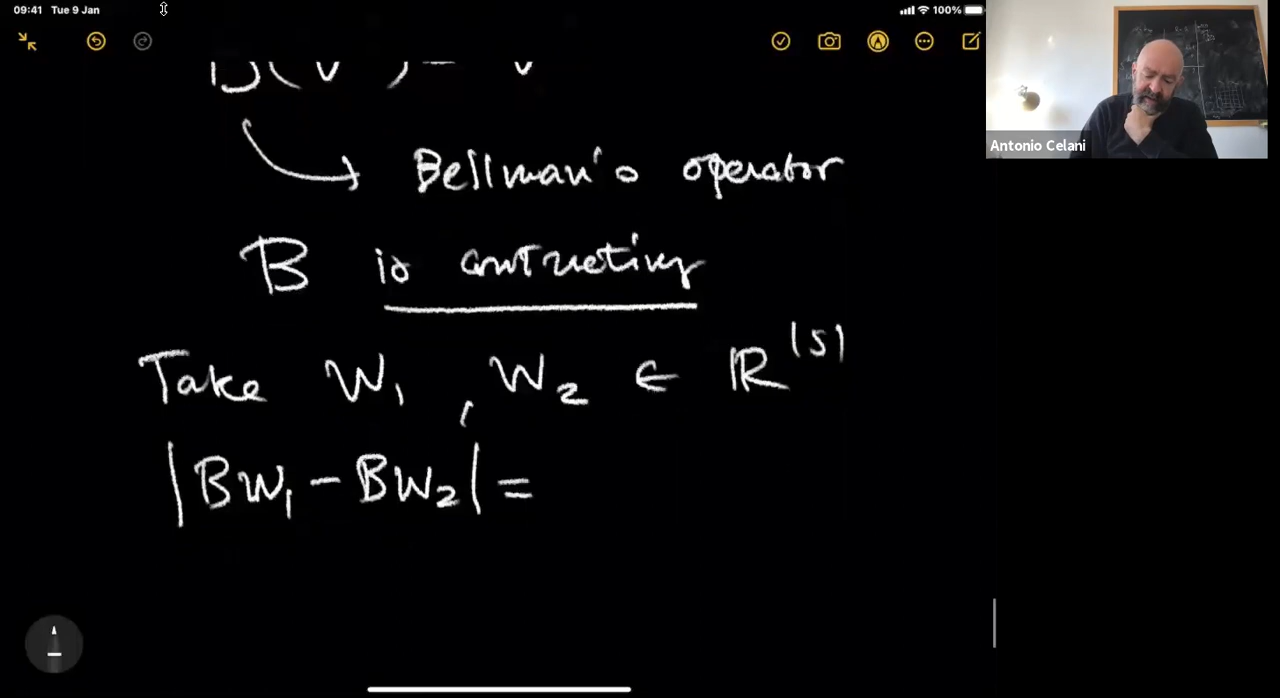 09:41 Tue 9 Jan
100%
Antonio Celani
Bellman's operator
B is contracting
Take W₁, W₂ ∈ ℝ^|S|
|BW₁ − BW₂| =